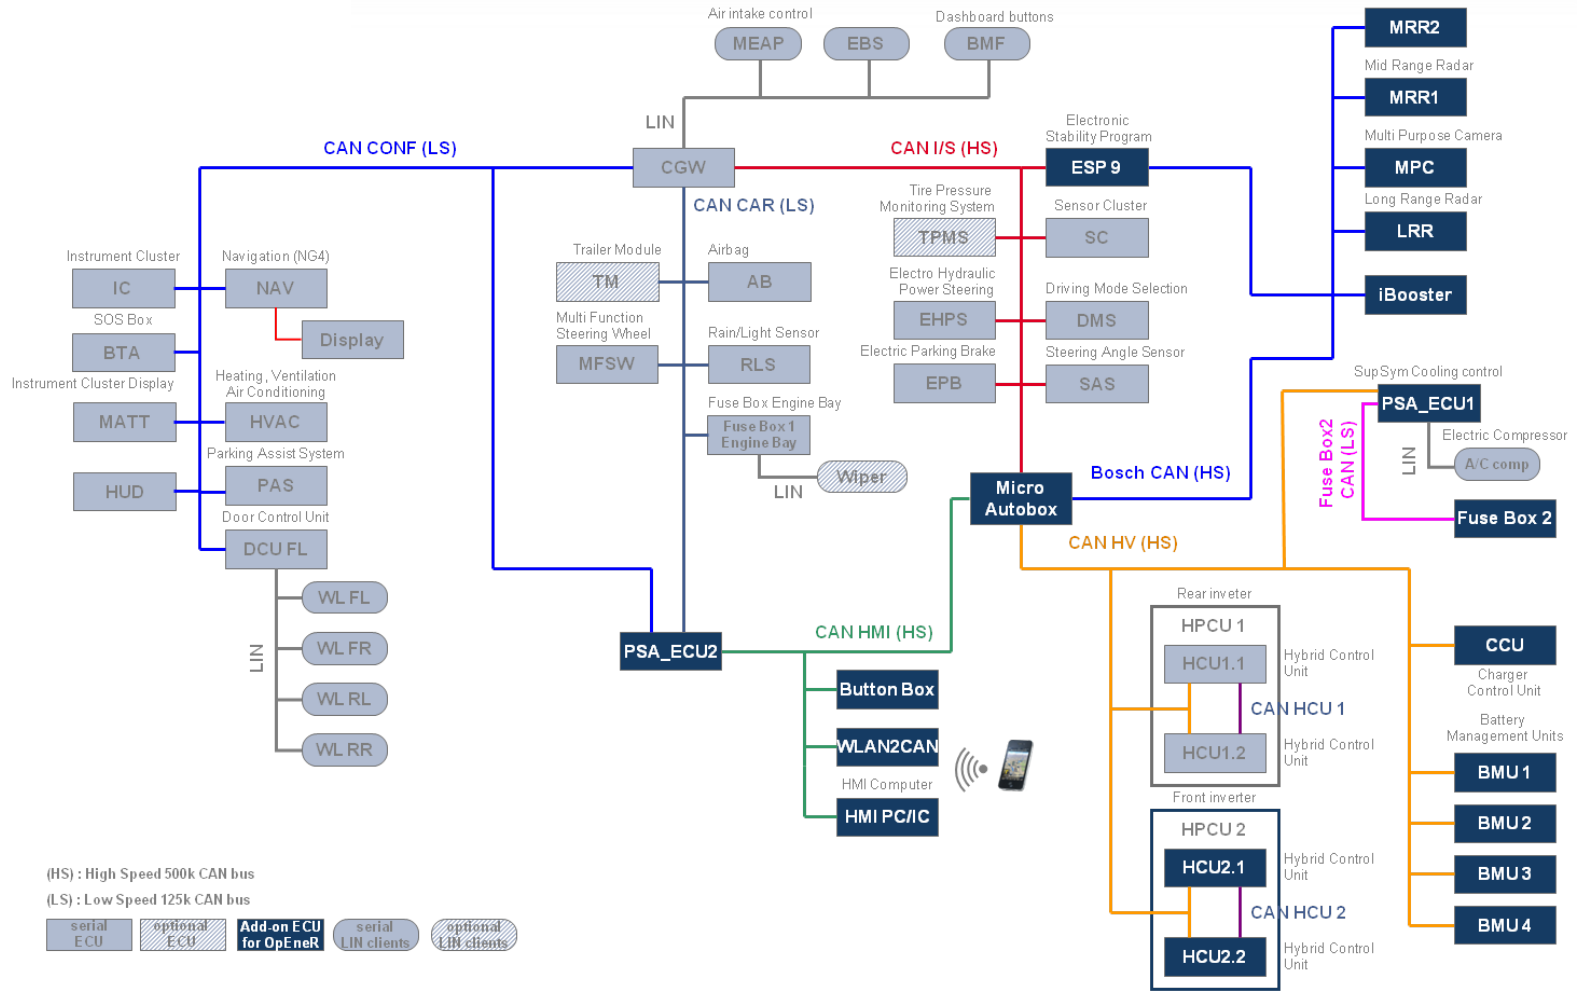 Air intake control
MEAP
EBS
Dashboard buttons
BMF
MRR2
Mid Range Radar
MRR1
Multi Purpose Camera
MPC
Long Range Radar
LRR
iBooster
LIN
CAN CONF (LS)
CGW
CAN I/S (HS)
Electronic
Stability Program
ESP 9
CAN CAR (LS)
Tire Pressure
Monitoring System
TPMS
Sensor Cluster
SC
Electro Hydraulic
Power Steering
EHPS
Driving Mode Selection
DMS
Electric Parking Brake
EPB
Steering Angle Sensor
SAS
Instrument Cluster
IC
Navigation (NG4)
NAV
Display
SOS Box
BTA
Instrument Cluster Display
MATT
Heating, Ventilation
Air Conditioning
HVAC
HUD
Parking Assist System
PAS
Door Control Unit
DCU FL
LIN
WL FL
WL FR
WL RL
WL RR
Trailer Module
TM
Airbag
AB
Multi Function
Steering Wheel
MFSW
Rain/Light Sensor
RLS
Fuse Box Engine Bay
Fuse Box 1
Engine Bay
LIN
Wiper
Micro
Autobox
Bosch CAN (HS)
SupSym Cooling control
PSA_ECU1
Fuse Box2
CAN (LS)
LIN
Electric Compressor
A/C comp
Fuse Box 2
CAN HV (HS)
PSA_ECU2
CAN HMI (HS)
Button Box
WLAN2CAN
HMI Computer
HMI PC/IC
Rear inveter
HPCU 1
HCU1.1
Hybrid Control
Unit
CAN HCU 1
HCU1.2
Hybrid Control
Unit
Front inverter
HPCU 2
HCU2.1
Hybrid Control
Unit
CAN HCU 2
HCU2.2
Hybrid Control
Unit
CCU
Charger
Control Unit
Battery
Management Units
BMU 1
BMU 2
BMU 3
BMU 4
(HS) : High Speed 500k CAN bus
(LS) : Low Speed 125k CAN bus
serial
ECU
optional
ECU
Add-on ECU
for OpEneR
serial
LIN clients
optional
LIN clients